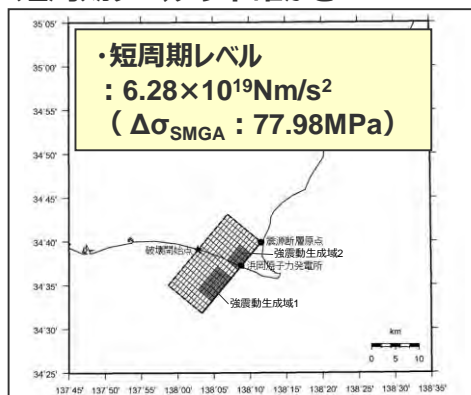 ・短周期レベル
：6.28×10¹⁹Nm/s²
（ ΔσSMGA：77.98MPa）
35˚05'
35˚00'
34˚55'
34˚50'
34˚45'
34˚40'
34˚35'
34˚30'
34˚25'
破壊開始点
震源断層原点
強震動生成域2
浜岡原子力発電所
強震動生成域1
km
0 5 10
137˚45' 137˚50' 137˚55' 138˚00' 138˚05' 138˚10' 138˚15' 138˚20' 138˚25' 138˚30' 138˚35'